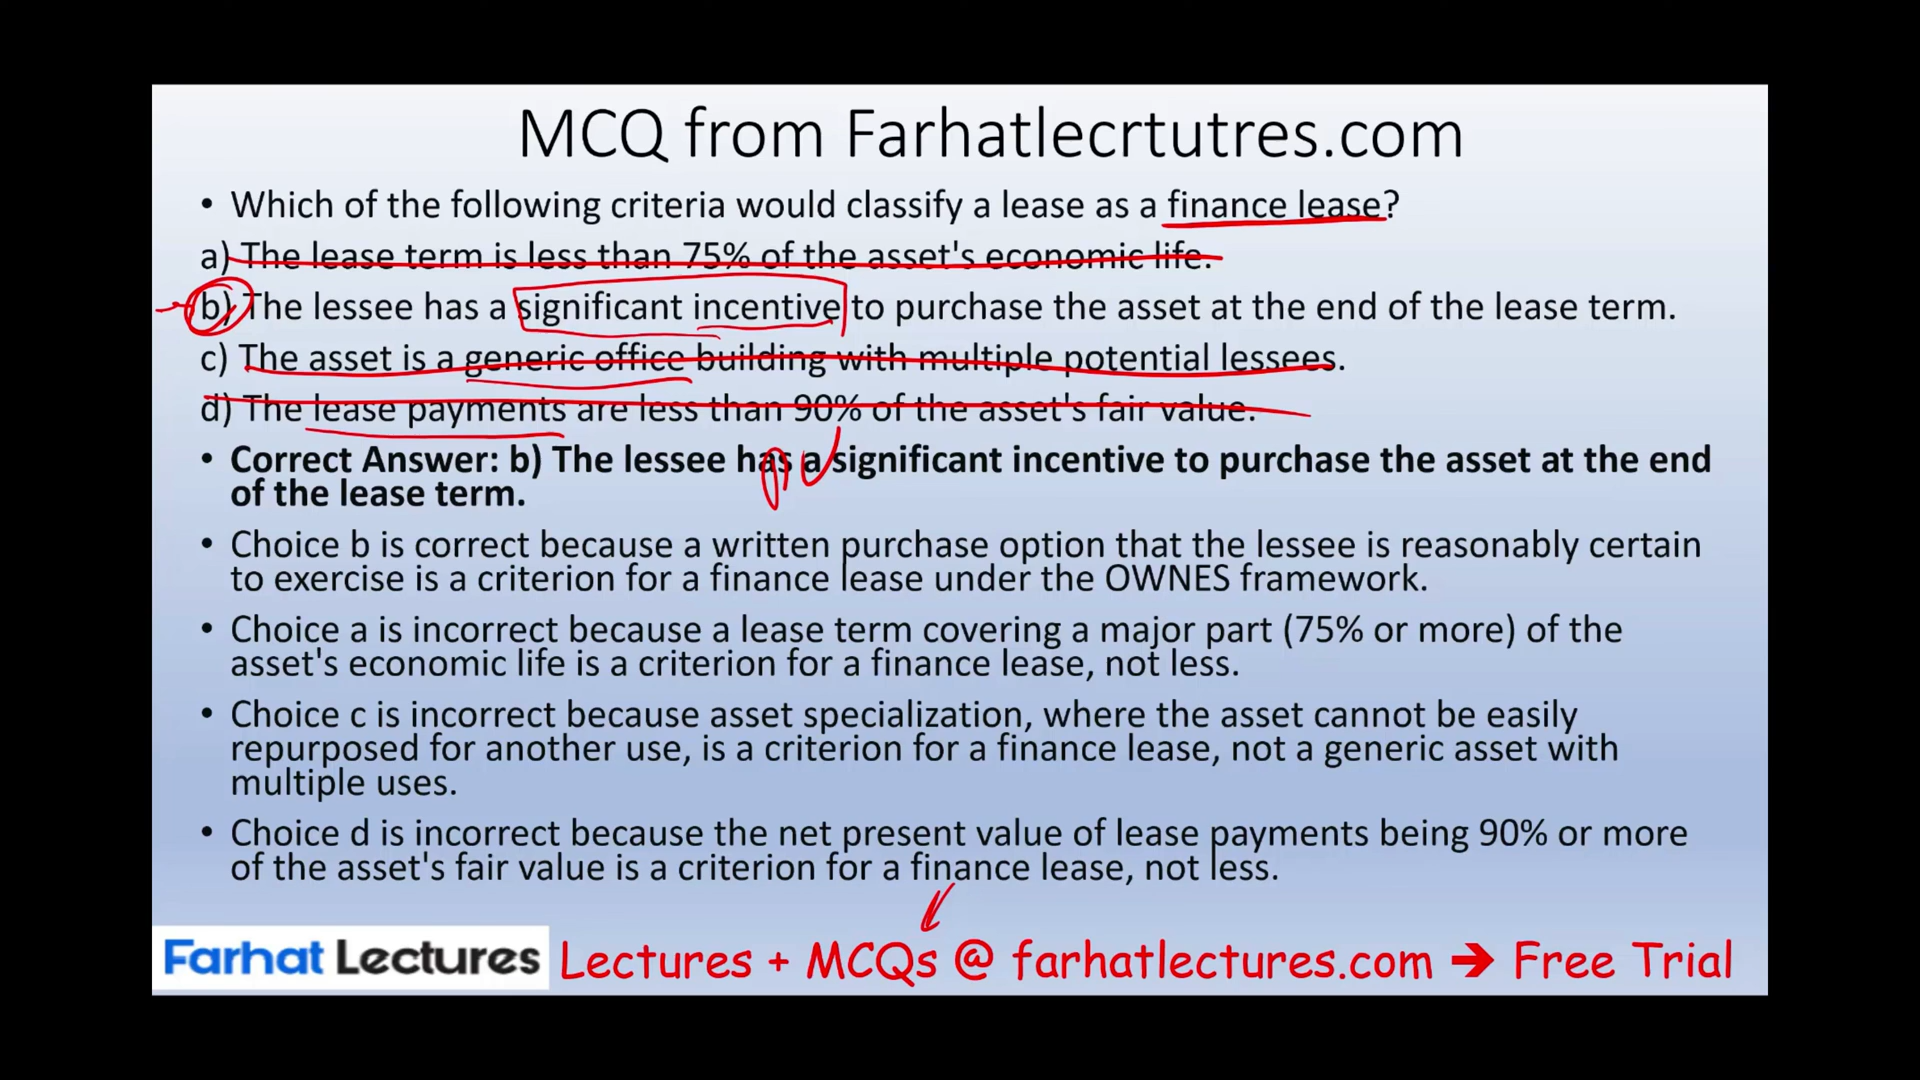 MCQ from Farhatlecrtutres.com
• Which of the following criteria would classify a lease as a finance lease?
a) The lease term is less than 75% of the asset's economic life.
b) The lessee has a significant incentive to purchase the asset at the end of the lease term.
c) The asset is a generic office building with multiple potential lessees.
d) The lease payments are less than 90% of the asset's fair value.
• Correct Answer: b) The lessee has a significant incentive to purchase the asset at the end
of the lease term.
PV
• Choice b is correct because a written purchase option that the lessee is reasonably certain
to exercise is a criterion for a finance lease under the OWNES framework.
• Choice a is incorrect because a lease term covering a major part (75% or more) of the
asset's economic life is a criterion for a finance lease, not less.
• Choice c is incorrect because asset specialization, where the asset cannot be easily
repurposed for another use, is a criterion for a finance lease, not a generic asset with
multiple uses.
• Choice d is incorrect because the net present value of lease payments being 90% or more
of the asset's fair value is a criterion for a finance lease, not less.
Farhat Lectures Lectures + MCQs @ farhatlectures.com ➔ Free Trial